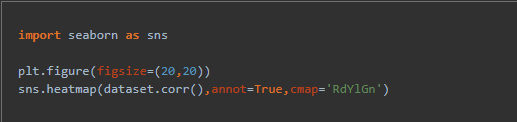 import seaborn as sns
plt.figure(figsize=(20,20))
sns.heatmap(dataset.corr(),annot=True,cmap='RdYlGn')